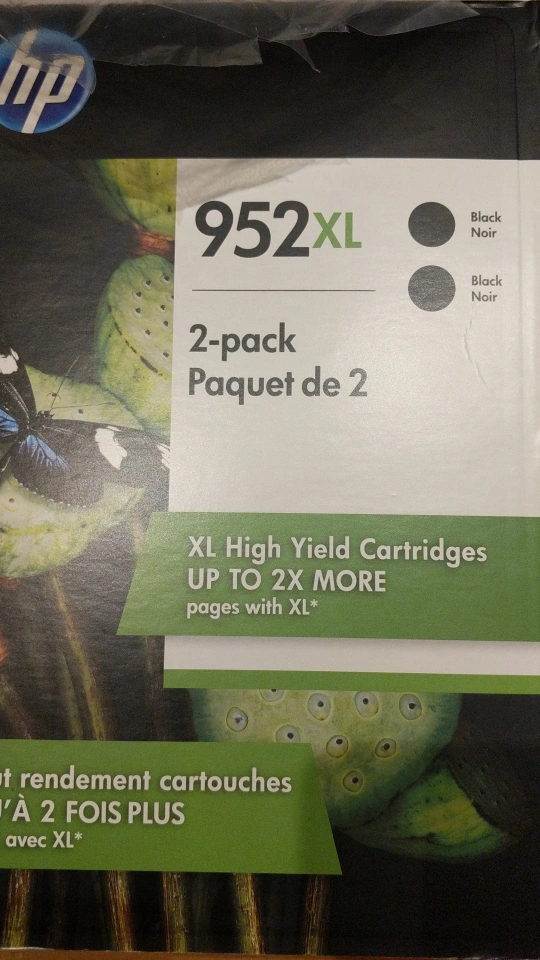 hp
952XL
Black
Noir
Black
Noir
2-pack
Paquet de 2
XL High Yield Cartridges
UP TO 2X MORE
pages with XL*
rendement cartouches
'À 2 FOIS PLUS
avec XL*